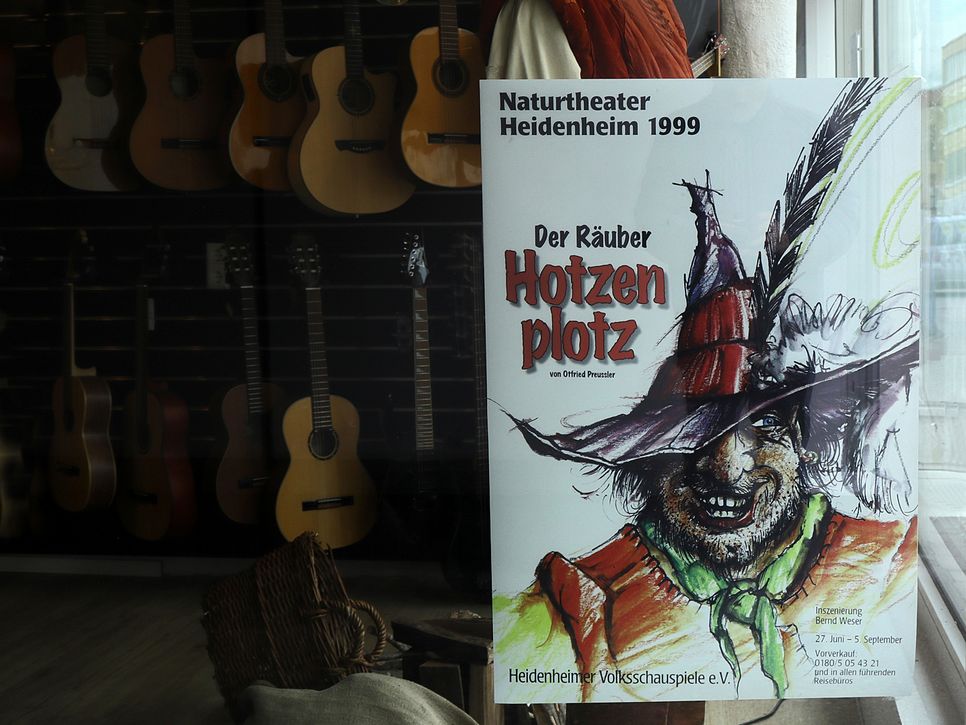 Naturtheater
Heidenheim 1999
Der Räuber
Hotzen
plotz
von Otfried Preussler
Inszenierung
Bernd Weser
27. Juni – 5. September
Vorverkauf:
0180/5 05 43 21
und in allen führenden
Reisebüros
Heidenheimer Volksschauspiele e.V.